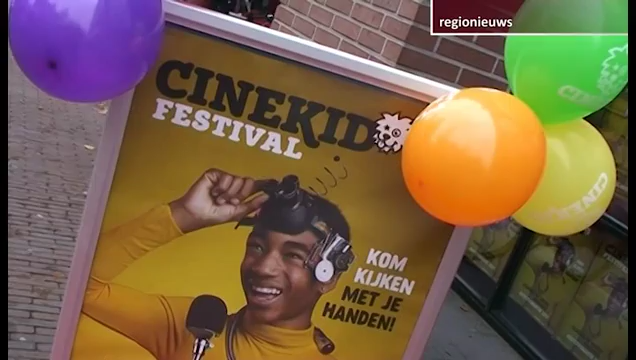 regionieuws
CINEKID
FESTIVAL
KOM
KIJKEN
MET JE
HANDEN!